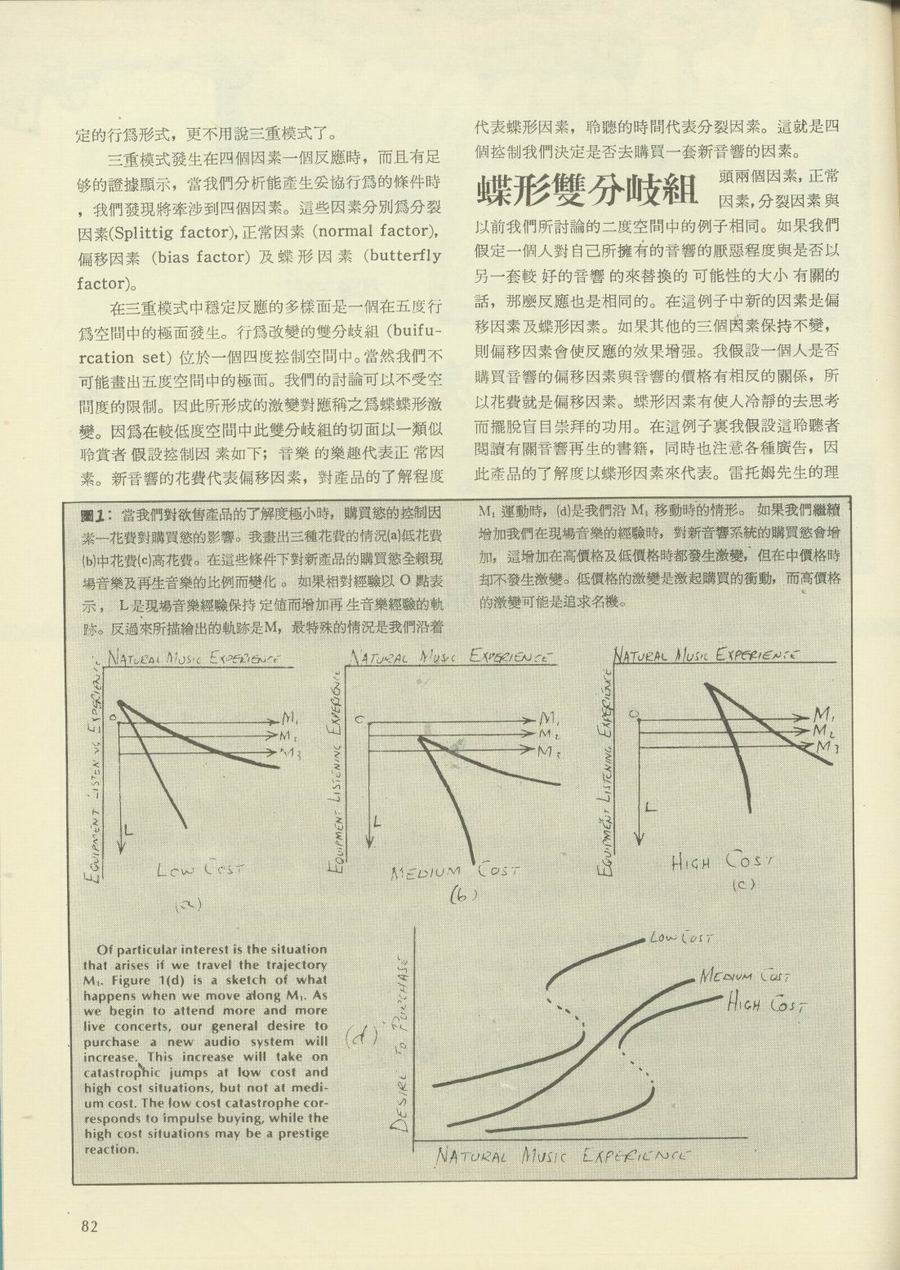 定的行爲形式，更不用說三重模式了。
三重模式發生在四個因素一個反應時，而且有足
够的證據顯示，當我們分析能產生妥協行爲的條件時
，我們發現將牽涉到四個因素。這些因素分別爲分裂
因素(Splittig factor), 正常因素 (normal factor),
偏移因素 (bias factor) 及蝶形因素 (butterfly
factor)。
在三重模式中穩定反應的多樣面是一個在五度行
爲空間中的極面發生。行爲改變的雙分歧組 (buifu-
rcation set) 位於一個四度控制空間中。當然我們不
可能畫出五度空間中的極面。我們的討論可以不受空
間度的限制。因此所形成的激變對應稱之爲蝶蝶形激
變。因爲在較低度空間中此雙分岐組的切面以一類似
聆賞者 假設控制因 素如下；音樂 的樂趣代表正 常因
素。新音響的花費代表偏移因素，對產品的了解程度
代表蝶形因素，聆聽的時間代表分裂因素。這就是四
個控制我們決定是否去購買一套新音響的因素。
蝶形雙分岐組
頭兩個因素，正常
因素，分裂因素與
以前我們所討論的二度空間中的例子相同。如果我們
假定一個人對自己所擁有的音響的厭惡程度與是否以
另一套較 好的音響 的來替換的 可能性的大小 有關的
話，那麼反應也是相同的。在這例子中新的因素是偏
移因素及蝶形因素。如果其他的三個因素保持不變，
則偏移因素會使反應的效果增强。我假設一個人是否
購買音響的偏移因素與音響的價格有相反的關係，所
以花費就是偏移因素。蝶形因素有使人冷靜的去思考
而擺脫盲目崇拜的功用。在這例子裏我假設這聆聽者
閱讀有關音響再生的書籍，同時也注意各種廣告，因
此產品的了解度以蝶形因素來代表。雷托姆先生的理
圖1：當我們對欲售產品的了解度極小時，購買慾的控制因
素一花費對購買慾的影響。我畫出三種花費的情況(a)低花費
(b)中花費(c)高花費。在這些條件下對新產品的購買慾全賴現
場音樂及再生音樂的比例而變化。如果相對經驗以 O 點表
示，L是現場音樂經驗保持 定値而增加再 生音樂經驗的軌
跡。反過來所描繪出的軌跡是M，最特殊的情況是我們沿着
M₁ 運動時，(d)是我們沿 M₁ 移動時的情形。如果我們繼續
增加我們在現場音樂的經驗時，對新音響系統的購買慾會增
加，這增加在高價格及低價格時都發生激變，但在中價格時
却不發生激變。低價格的激變是激起購買的衝動，而高價格
的激變可能是追求名機。
NATURAL MUSIC EXPERIENCE
EQUIPMENT LISTENING EXPERIENCE
O
M₁
M₂
M₃
L
LOW COST
(a)
NATURAL MUSIC EXPERIENCE
EQUIPMENT LISTENING EXPERIENCE
O
M₁
M₂
M₃
L
MEDIUM COST
(b)
NATURAL MUSIC EXPERIENCE
EQUIPMENT LISTENING EXPERIENCE
O
M₁
M₂
M₃
L
HIGH COST
(c)
Of particular interest is the situation
that arises if we travel the trajectory
M₁. Figure 1(d) is a sketch of what
happens when we move along M₁. As
we begin to attend more and more
live concerts, our general desire to
purchase a new audio system will
increase. This increase will take on
catastrophic jumps at low cost and
high cost situations, but not at medi-
um cost. The low cost catastrophe cor-
responds to impulse buying, while the
high cost situations may be a prestige
reaction.
(d)
DESIRE TO PURCHASE
LOW COST
MEDIUM COST
HIGH COST
NATURAL MUSIC EXPERIENCE
82